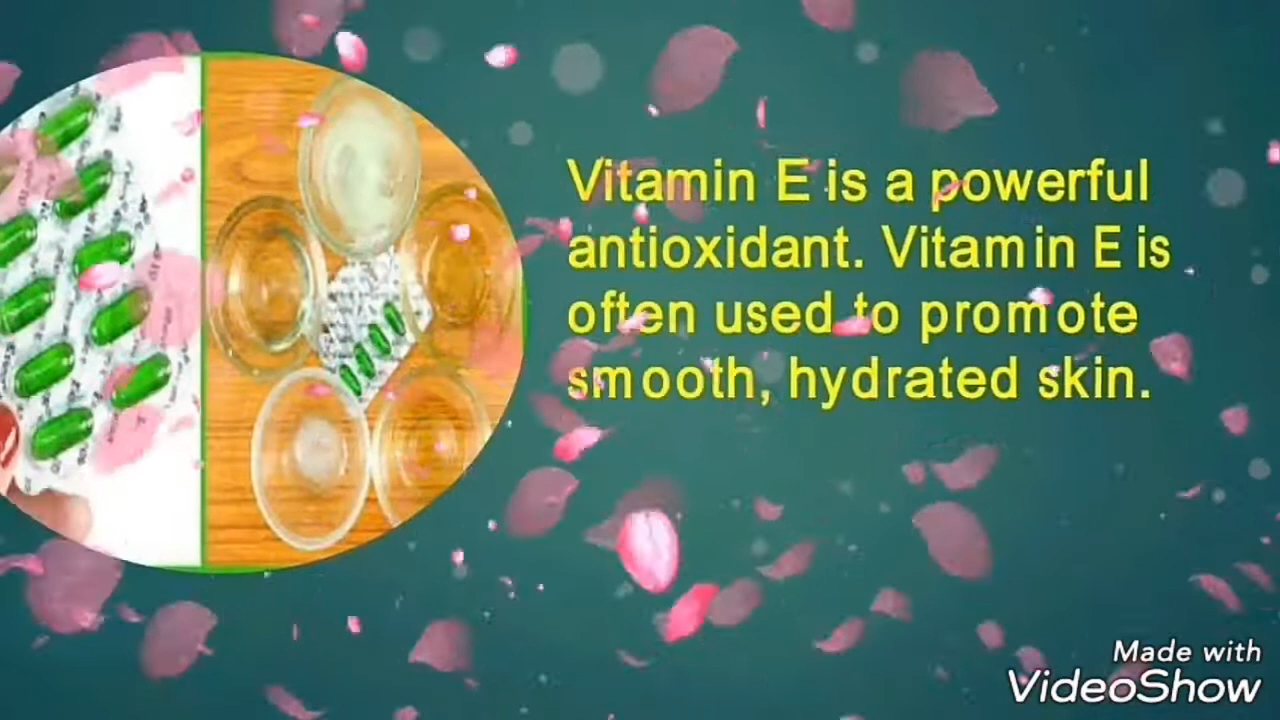 Vitamin E is a powerful
antioxidant. Vitamin E is
often used to promote
smooth, hydrated skin.
Made with
VideoShow